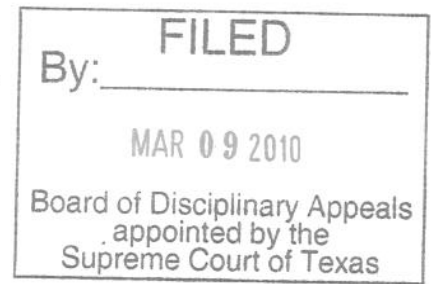 FILED
By:
MAR 09 2010
Board of Disciplinary Appeals
appointed by the
Supreme Court of Texas